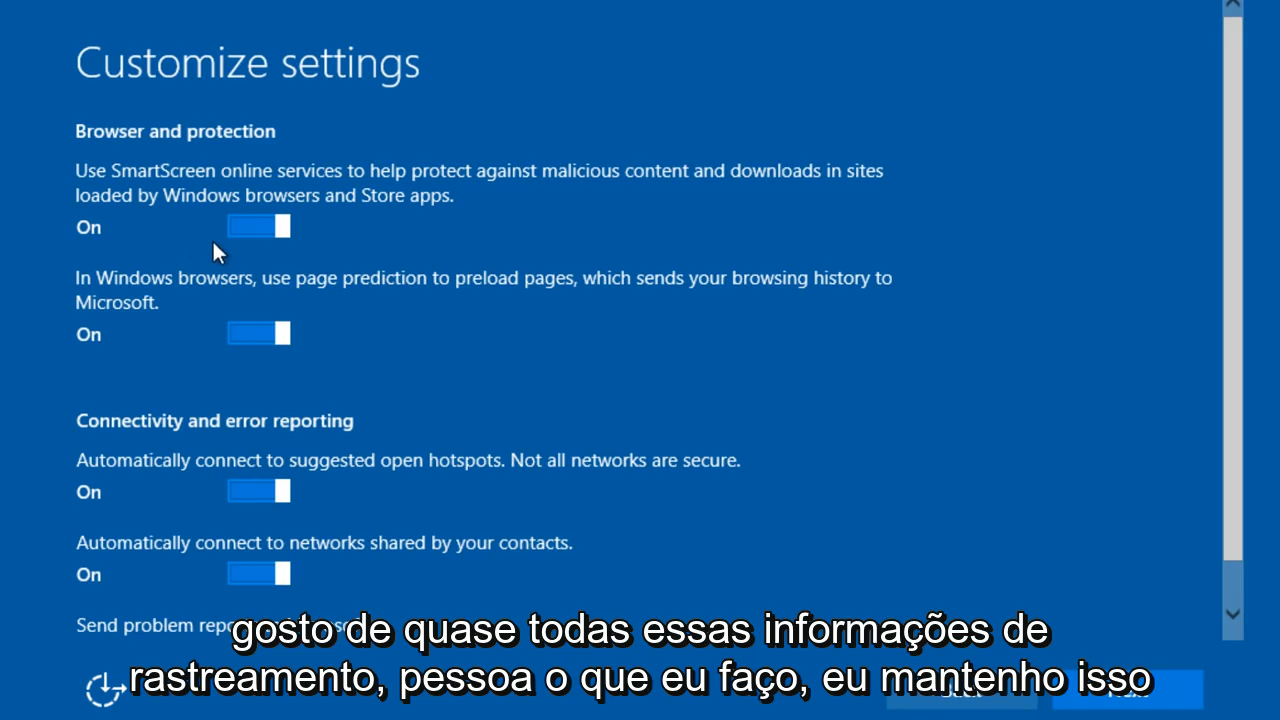 Customize settings
Browser and protection
Use SmartScreen online services to help protect against malicious content and downloads in sites
loaded by Windows browsers and Store apps.
On
In Windows browsers, use page prediction to preload pages, which sends your browsing history to
Microsoft.
On
Connectivity and error reporting
Automatically connect to suggested open hotspots. Not all networks are secure.
On
Automatically connect to networks shared by your contacts.
On
Send problem
gosto de quase todas essas informações de
rastreamento, pessoa o que eu faço, eu mantenho isso